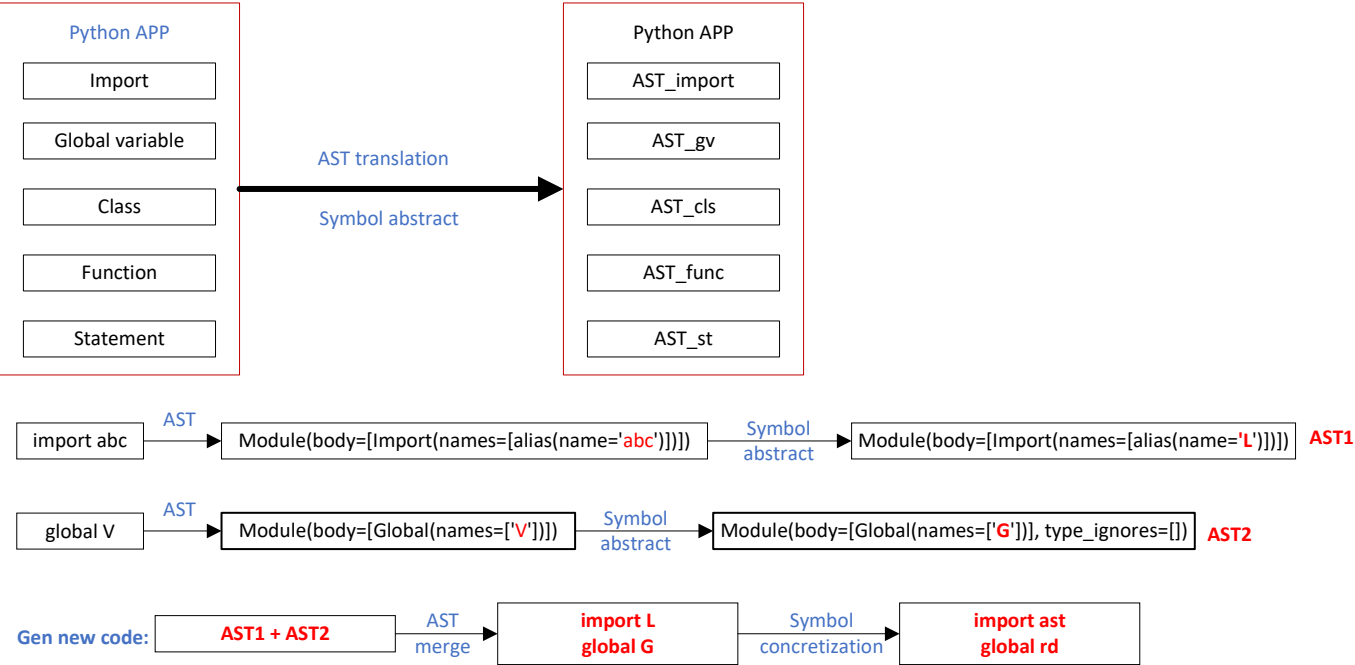 Python APP
Import
Global variable
Class
Function
Statement
AST translation
Symbol abstract
Python APP
AST_import
AST_gv
AST_cls
AST_func
AST_st
import abc
AST
Module(body=[Import(names=[alias(name='abc')])])
Symbol
abstract
Module(body=[Import(names=[alias(name='L')])])
AST1
global V
AST
Module(body=[Global(names=['V'])])
Symbol
abstract
Module(body=[Global(names=['G'])], type_ignores=[])
AST2
Gen new code:
AST1 + AST2
AST
merge
import L
global G
Symbol
concretization
import ast
global rd